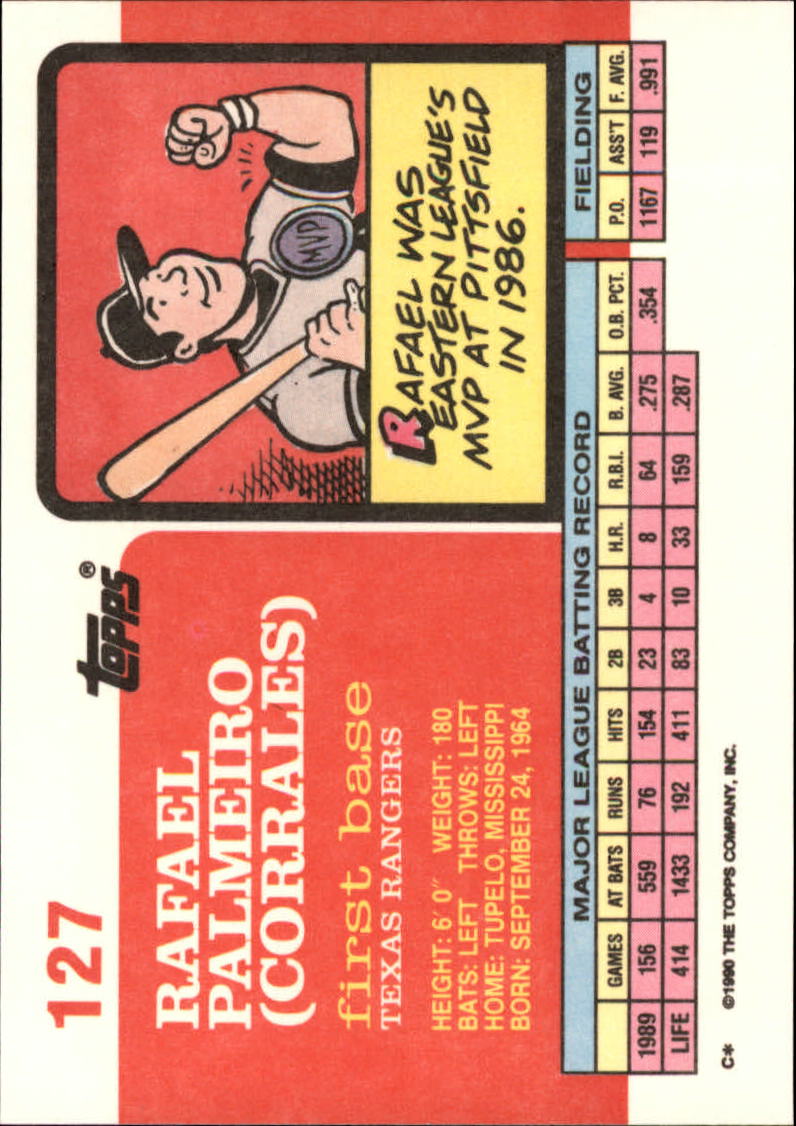 127
topps®
RAFAEL
PALMEIRO
(CORRALES)
first base
TEXAS RANGERS
HEIGHT: 6' 0" WEIGHT: 180
BATS: LEFT THROWS: LEFT
HOME: TUPELO, MISSISSIPPI
BORN: SEPTEMBER 24, 1964
MVP
RAFAEL WAS
EASTERN LEAGUE'S
MVP AT PITTSFIELD
IN 1986.
MAJOR LEAGUE BATTING RECORD FIELDING
GAMES AT BATS RUNS HITS 2B 3B H.R. R.B.I. B. AVG. O.B. PCT. P.O. ASS'T F. AVG.
1989 156 559 76 154 23 4 8 64 .275 .354 1167 119 .991
LIFE 414 1433 192 411 83 10 33 159 .287
C* ©1990 THE TOPPS COMPANY, INC.